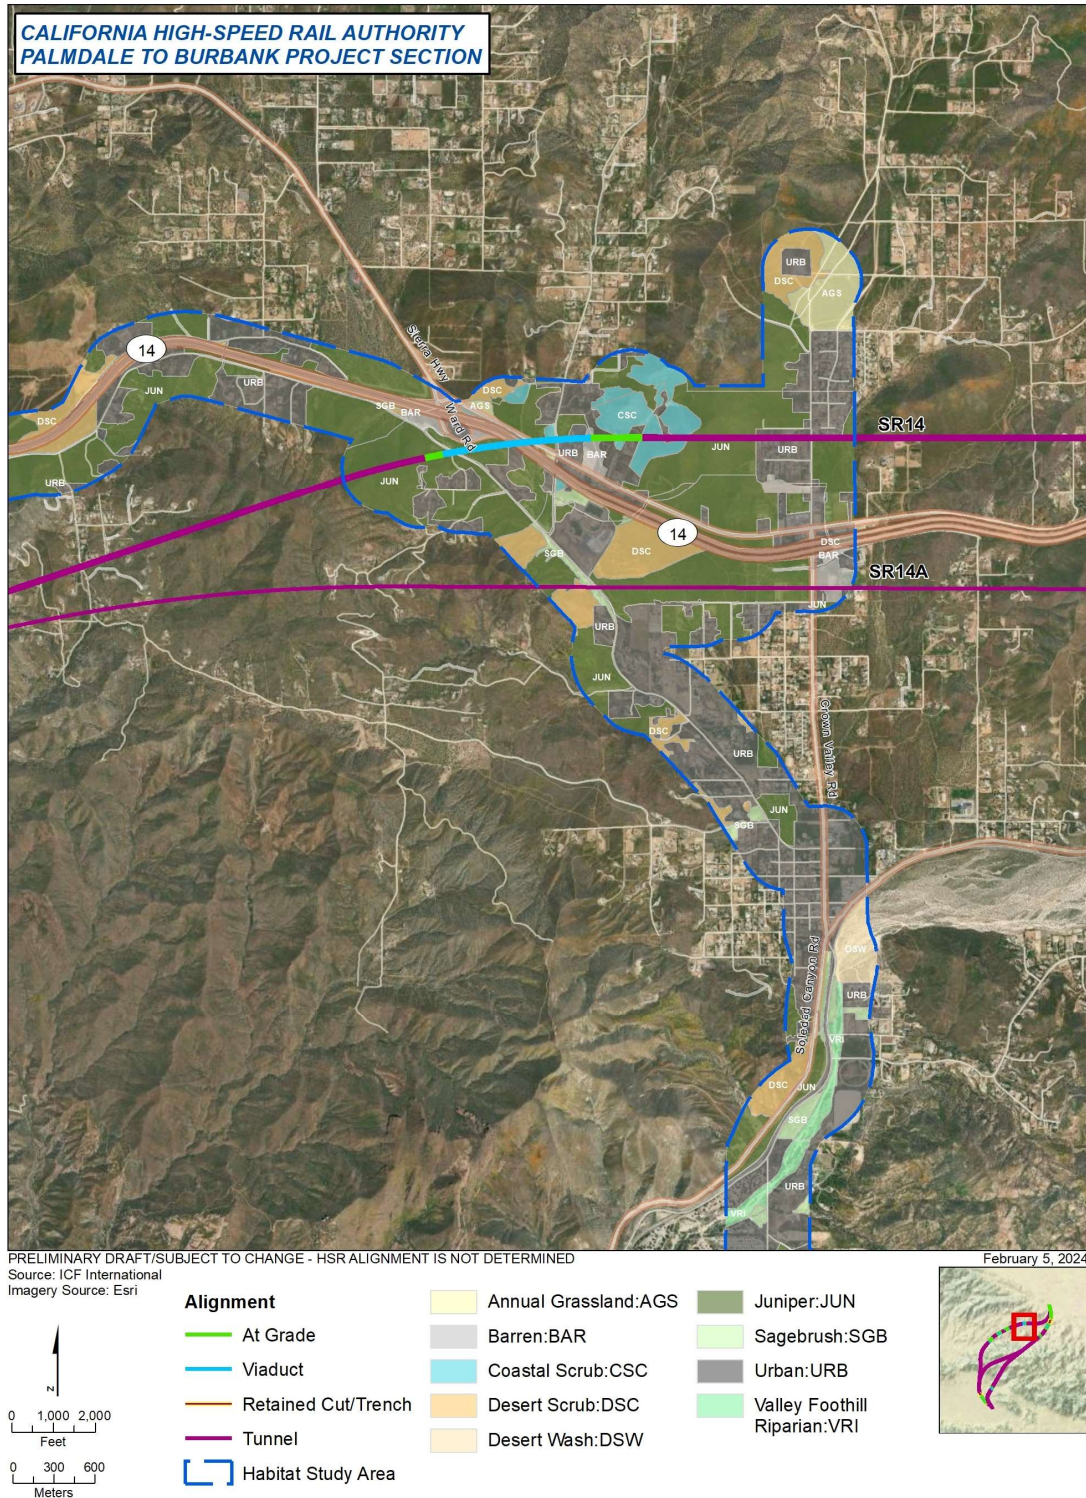 CALIFORNIA HIGH-SPEED RAIL AUTHORITY
PALMDALE TO BURBANK PROJECT SECTION
URB
DSC
AGS
Sierra Hwy
14
JUN
URB
DSC
SGB
BAR
AGS
Ward Rd
DSC
CSC
SR14
JUN
URB
URB
BAR
JUN
URB
14
DSC
SGB
DSC
BAR
SR14A
JUN
URB
JUN
Crown Valley Rd
DSC
URB
JUN
SGB
Soledad Canyon Rd
DSW
URB
VRI
DSC
JUN
SGB
URB
VRI
PRELIMINARY DRAFT/SUBJECT TO CHANGE - HSR ALIGNMENT IS NOT DETERMINED
February 5, 2024
Source: ICF International
Imagery Source: Esri
N
0 1,000 2,000
Feet
0 300 600
Meters
Alignment
At Grade
Viaduct
Retained Cut/Trench
Tunnel
Habitat Study Area
Annual Grassland:AGS
Barren:BAR
Coastal Scrub:CSC
Desert Scrub:DSC
Desert Wash:DSW
Juniper:JUN
Sagebrush:SGB
Urban:URB
Valley Foothill
Riparian:VRI